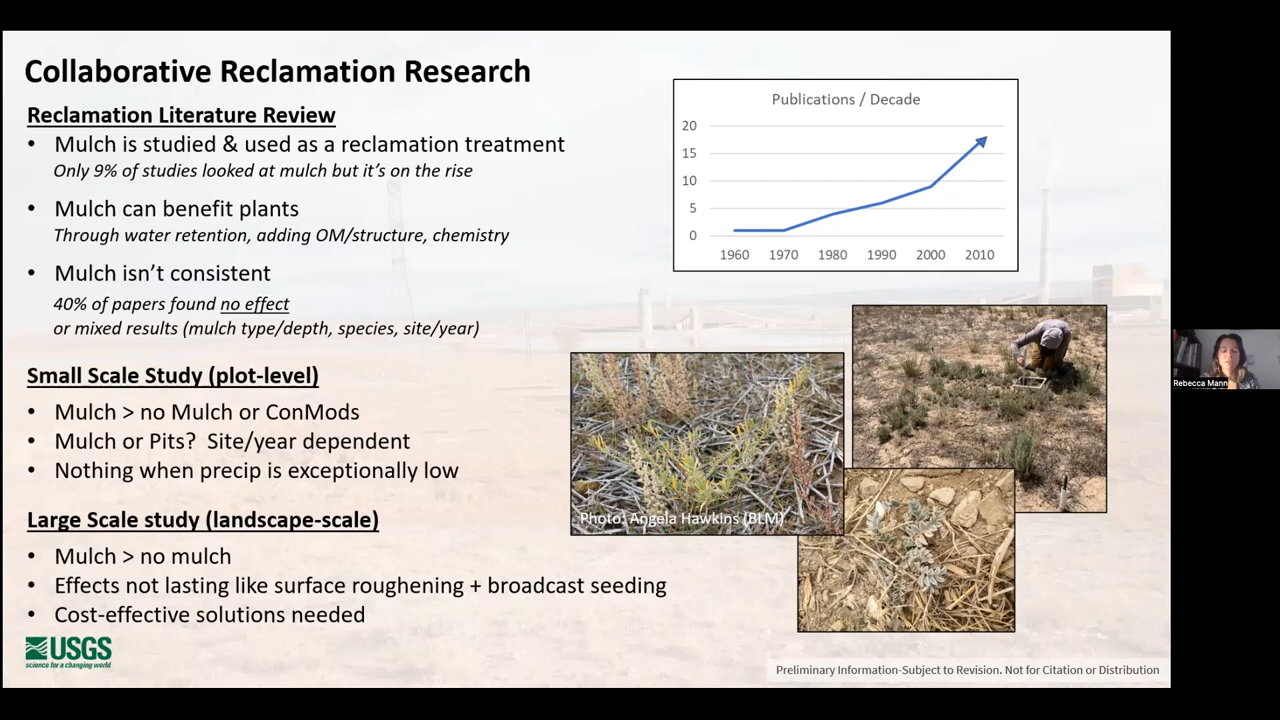 Collaborative Reclamation Research
Reclamation Literature Review
• Mulch is studied & used as a reclamation treatment
Only 9% of studies looked at mulch but it's on the rise
• Mulch can benefit plants
Through water retention, adding OM/structure, chemistry
• Mulch isn't consistent
40% of papers found no effect
or mixed results (mulch type/depth, species, site/year)
Small Scale Study (plot-level)
• Mulch > no Mulch or ConMods
• Mulch or Pits? Site/year dependent
• Nothing when precip is exceptionally low
Large Scale study (landscape-scale)
• Mulch > no mulch
• Effects not lasting like surface roughening + broadcast seeding
• Cost-effective solutions needed
USGS
science for a changing world
Publications / Decade
20
15
10
5
0
1960 1970 1980 1990 2000 2010
Photo: Angela Hawkins (BLM)
Preliminary Information-Subject to Revision. Not for Citation or Distribution
Rebecca Mann